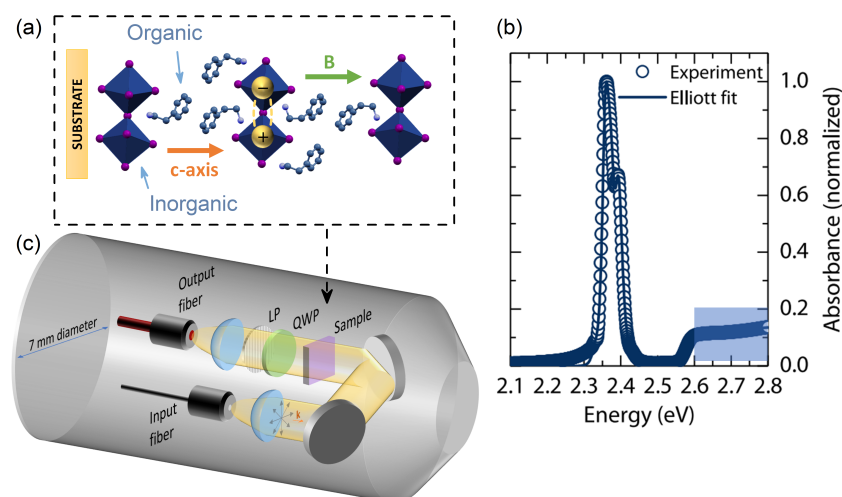 (a)
Organic
B
SUBSTRATE
c-axis
Inorganic
(b)
Experiment
Elliott fit
1.0
0.8
0.6
0.4
0.2
0.0
Absorbance (normalized)
2.1 2.2 2.3 2.4 2.5 2.6 2.7 2.8
Energy (eV)
(c)
Output
fiber
LP
QWP
Sample
7 mm diameter
Input
fiber
k